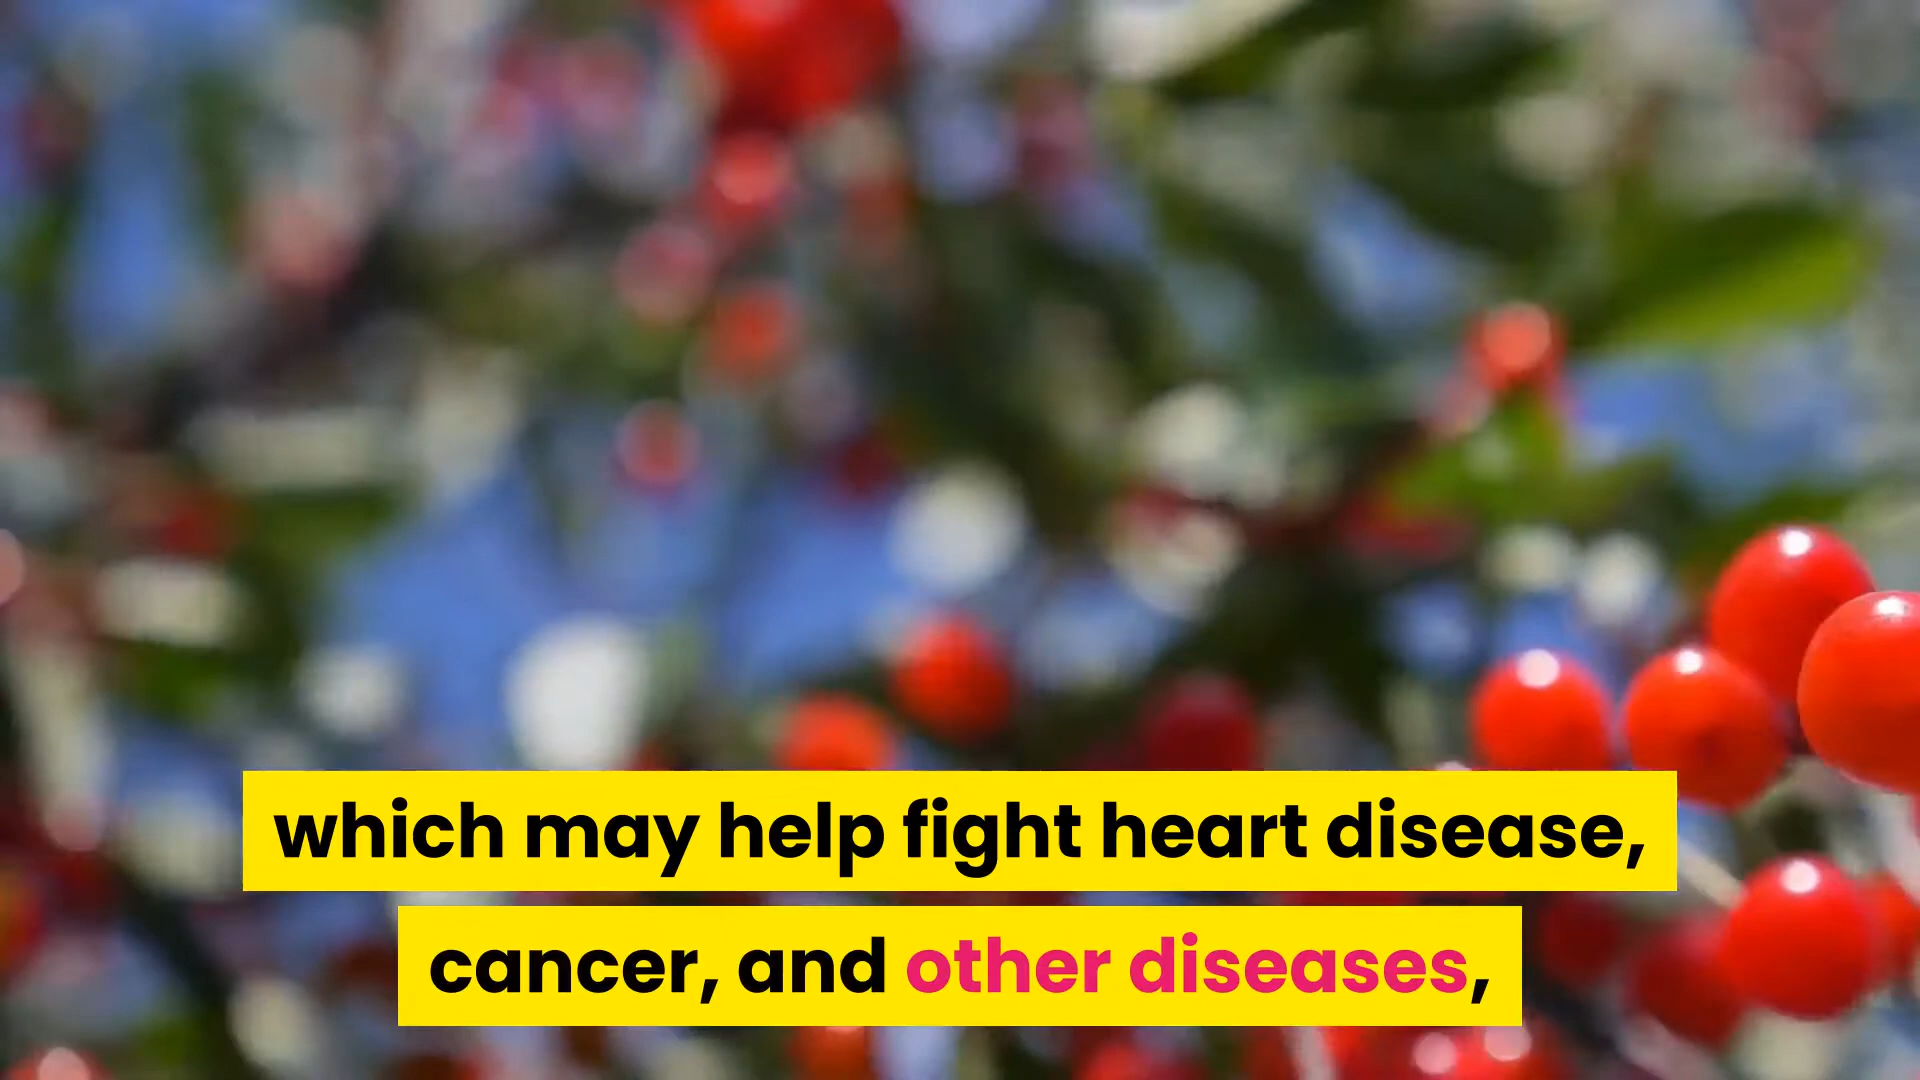 which may help fight heart disease,
cancer, and other diseases,